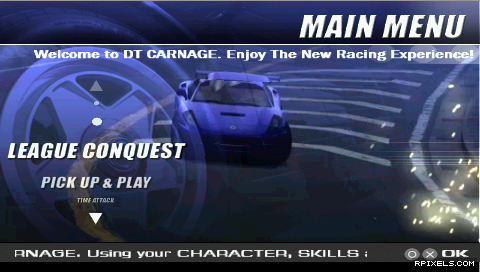 MAIN MENU
Welcome to DT CARNAGE. Enjoy The New Racing Experience!
LEAGUE CONQUEST
PICK UP & PLAY
TIME ATTACK
RNAGE. Using your CHARACTER, SKILLS a
OK
RPIXELS.COM